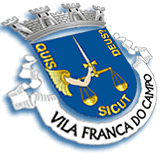 QUIS
SICUT
DEUS?
VILA FRANCA DO CAMPO